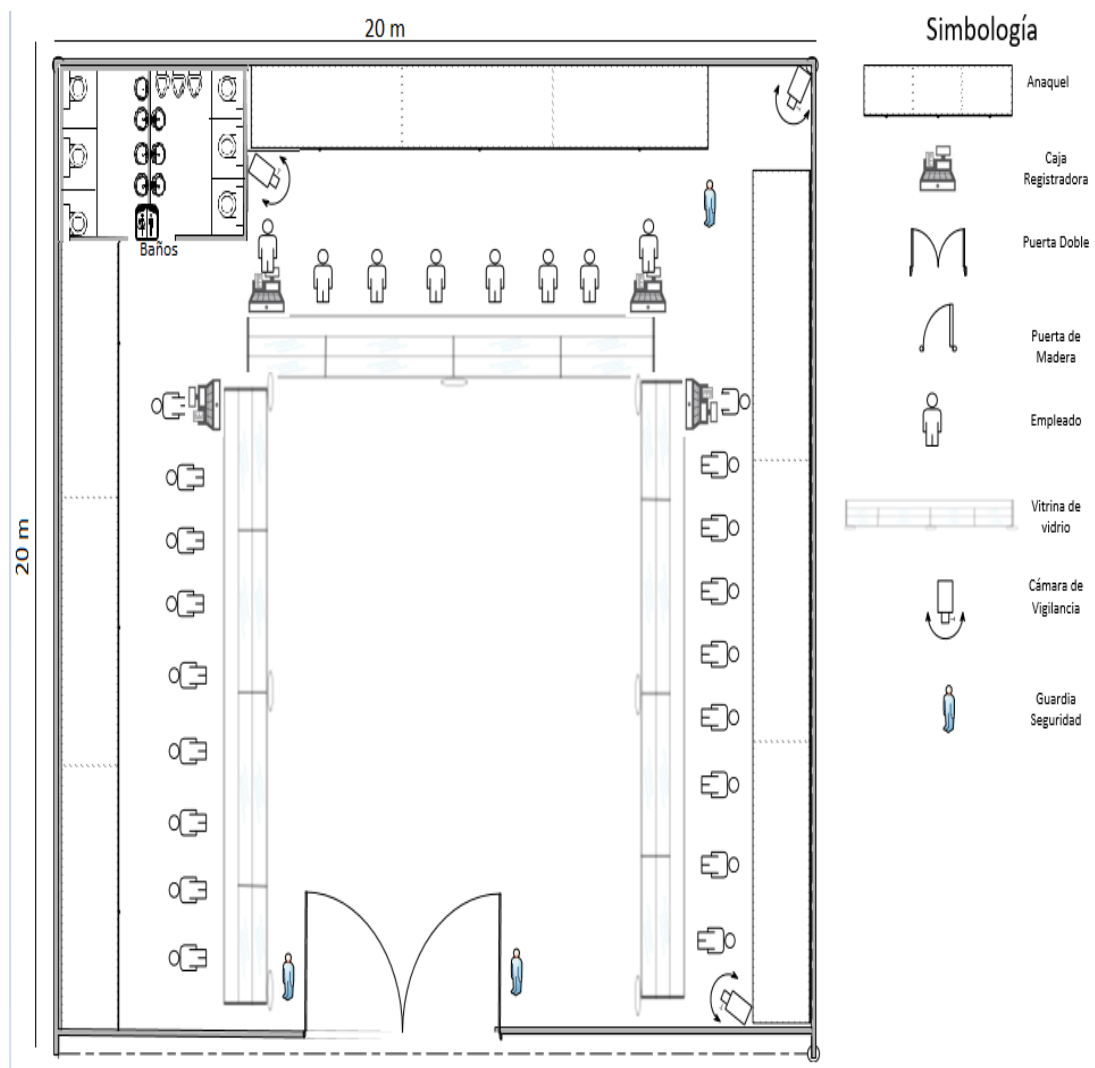 20 m
20 m
Baños
Simbología
Anaquel
Caja
Registradora
Puerta Doble
Puerta de
Madera
Empleado
Vitrina de
vidrio
Cámara de
Vigilancia
Guardia
Seguridad